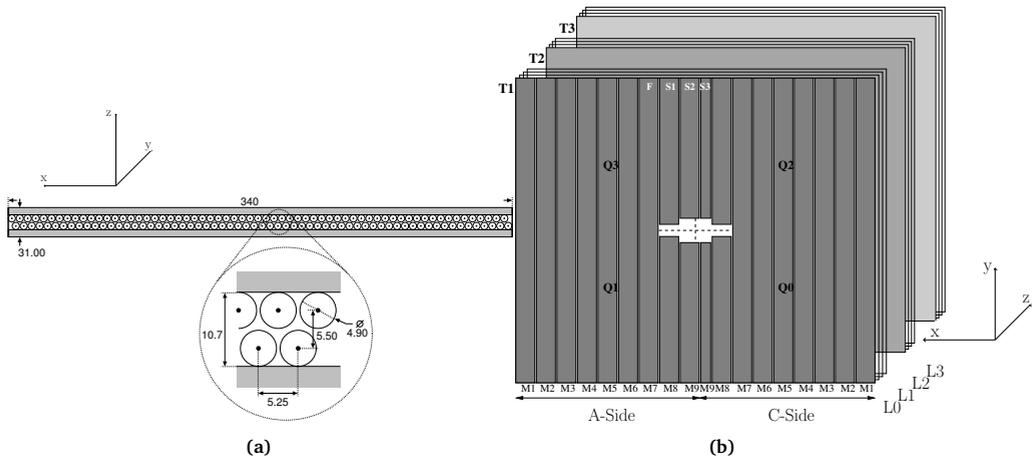 z
y
x
340
31.00
10.7
5.50
ø
4.90
5.25
(a)
T3
T2
T1
F S1 S2 S3
Q3 Q2
Q1 Q0
y
z
x
M1 M2 M3 M4 M5 M6 M7 M8 M9 M9 M8 M7 M6 M5 M4 M3 M2 M1
L3
L2
L1
L0
A-Side C-Side
(b)